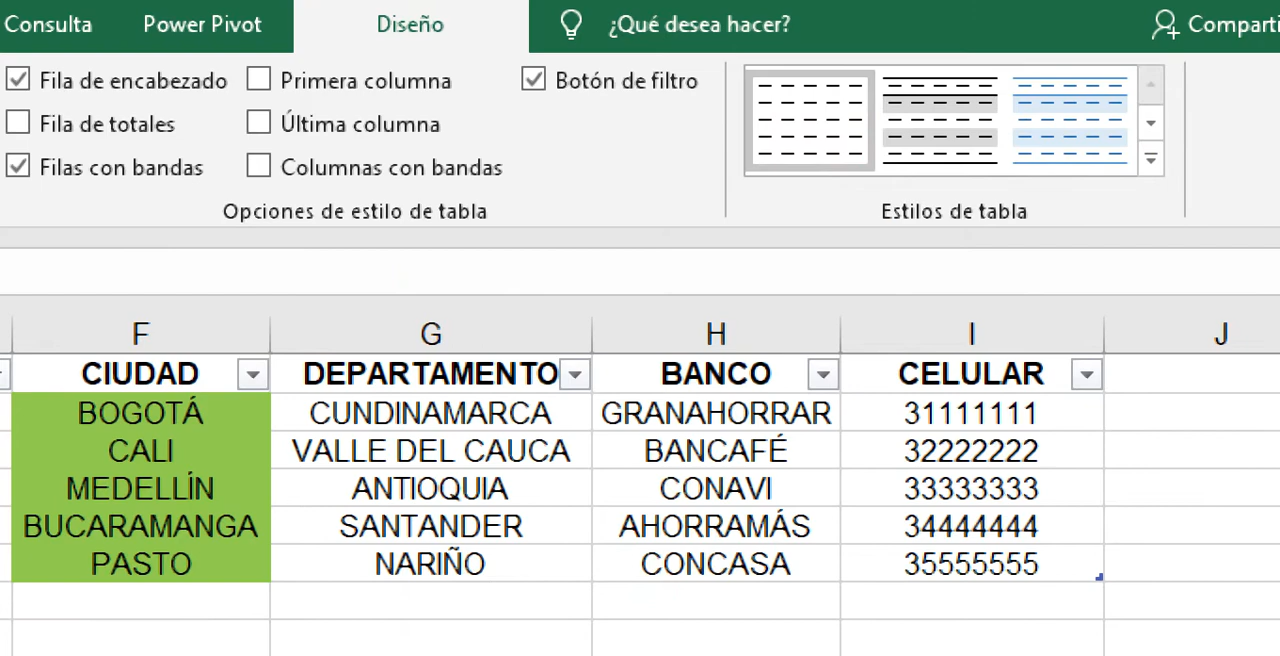 Consulta Power Pivot Diseño ¿Qué desea hacer? Comparti
Fila de encabezado Primera columna Botón de filtro
Fila de totales Última columna
Filas con bandas Columnas con bandas
Opciones de estilo de tabla Estilos de tabla
F G H I J
CIUDAD DEPARTAMENTO BANCO CELULAR
BOGOTÁ CUNDINAMARCA GRANAHORRAR 31111111
CALI VALLE DEL CAUCA BANCAFÉ 32222222
MEDELLÍN ANTIOQUIA CONAVI 33333333
BUCARAMANGA SANTANDER AHORRAMÁS 34444444
PASTO NARIÑO CONCASA 35555555